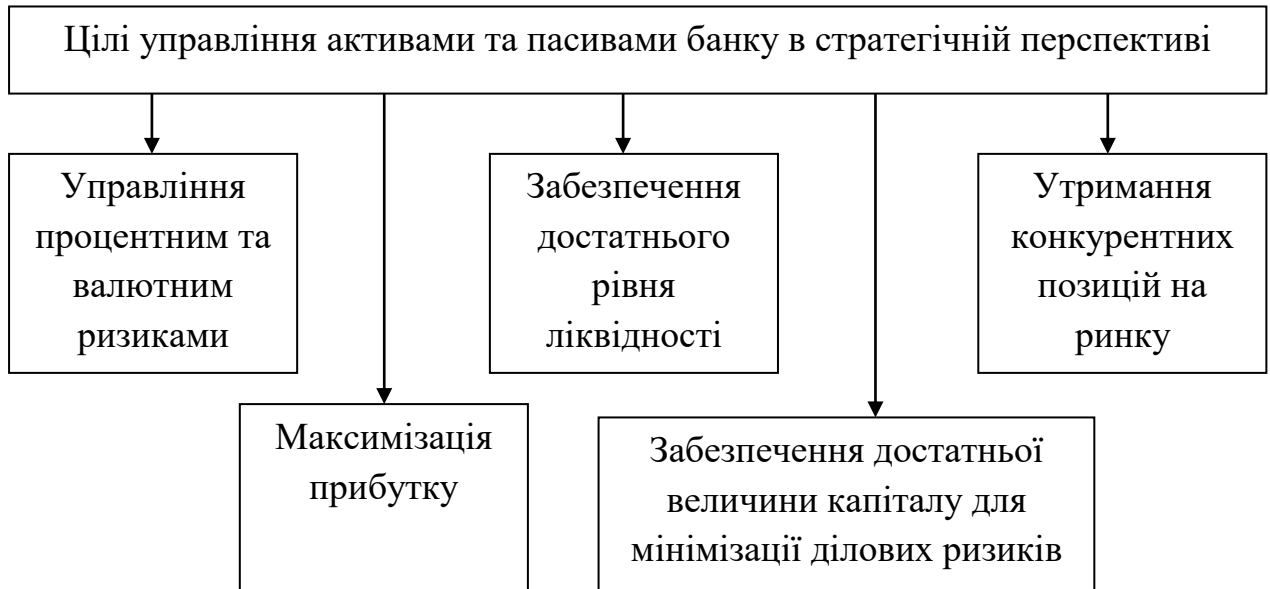 Цілі управління активами та пасивами банку в стратегічній перспективі
Управління
процентним та
валютним
ризиками
Забезпечення
достатнього
рівня
ліквідності
Утримання
конкурентних
позицій на
ринку
Максимізація
прибутку
Забезпечення достатньої
величини капіталу для
мінімізації ділових ризиків